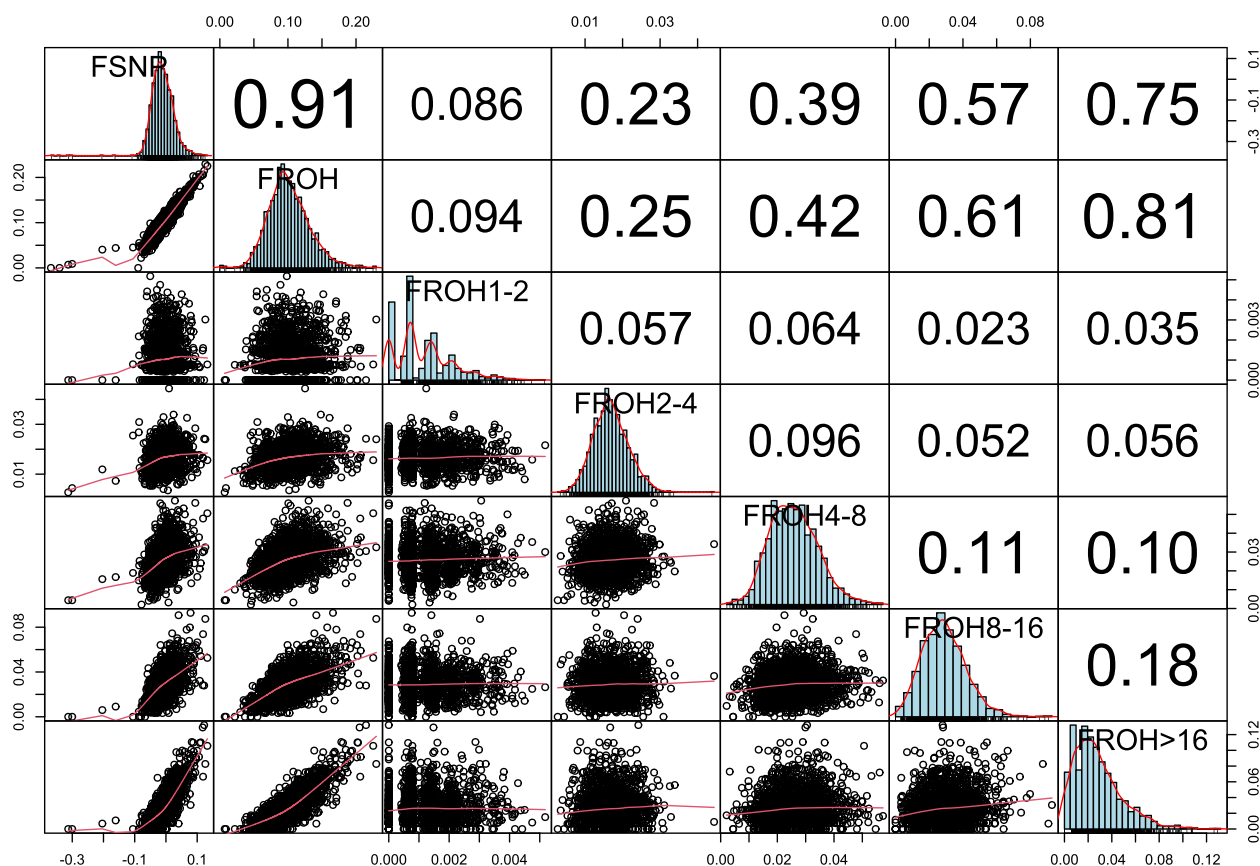 0.00 0.10 0.20 0.01 0.03 0.00 0.04 0.08
FSNP 0.91 0.086 0.23 0.39 0.57 0.75
-0.3 -0.1 0.1
0.00 0.10 0.20
FROH 0.094 0.25 0.42 0.61 0.81
FROH1-2 0.057 0.064 0.023 0.035
0.000 0.003
0.01 0.03
FROH2-4 0.096 0.052 0.056
FROH4-8 0.11 0.10
0.00 0.03
0.00 0.04 0.08
FROH8-16 0.18
FROH>16
0.00 0.06 0.12
-0.3 -0.1 0.1 0.000 0.002 0.004 0.00 0.02 0.04 0.00 0.04 0.08 0.12